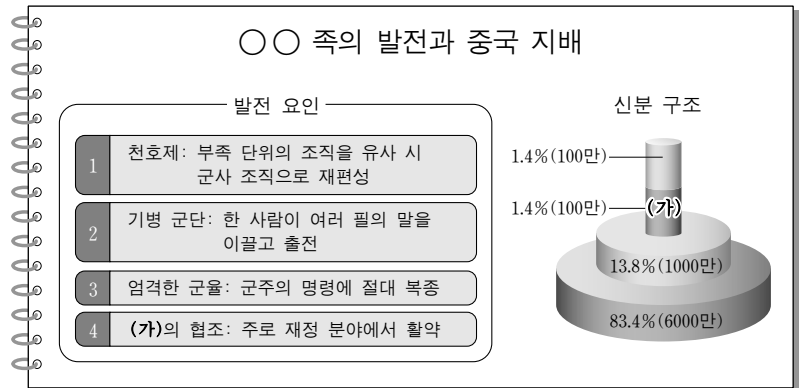 ○○ 족의 발전과 중국 지배
발전 요인
1 천호제: 부족 단위의 조직을 유사 시
군사 조직으로 재편성
2 기병 군단: 한 사람이 여러 필의 말을
이끌고 출전
3 엄격한 군율: 군주의 명령에 절대 복종
4 (가)의 협조: 주로 재정 분야에서 활약
신분 구조
1.4%(100만)
1.4%(100만) (가)
13.8%(1000만)
83.4%(6000만)